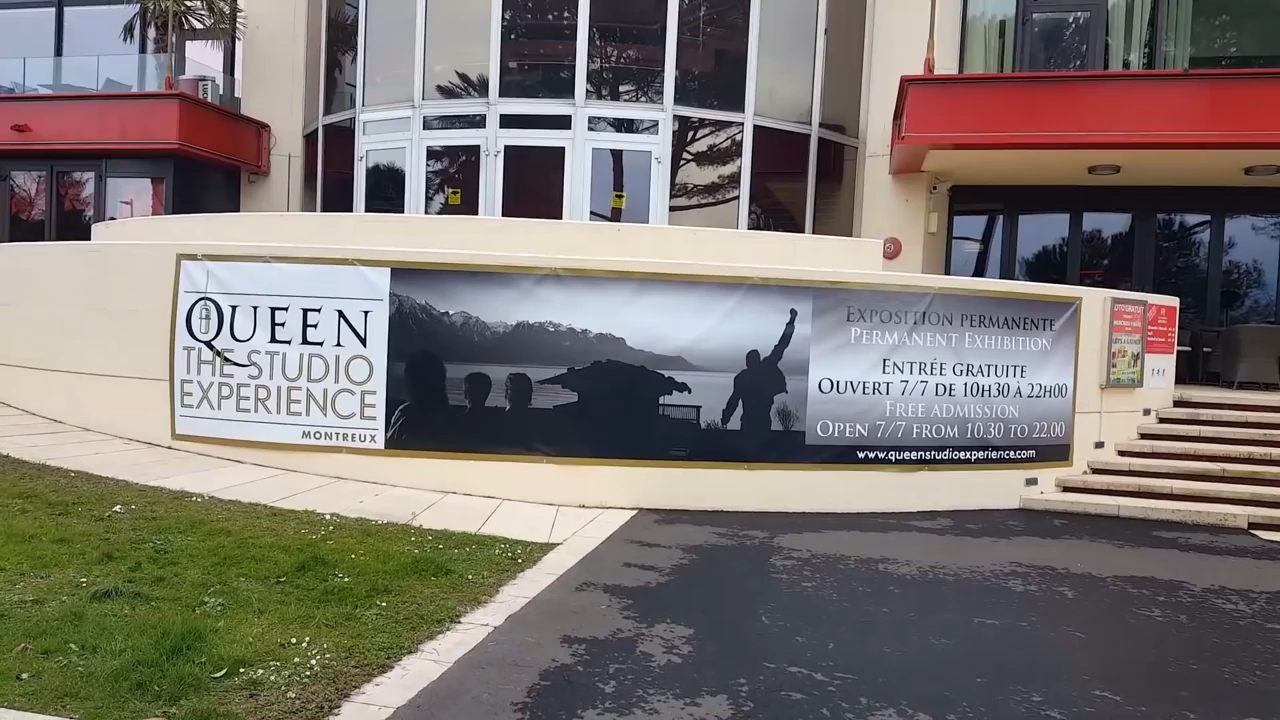 QUEEN
THE STUDIO
EXPERIENCE
MONTREUX
EXPOSITION PERMANENTE
PERMANENT EXHIBITION
ENTRÉE GRATUITE
OUVERT 7/7 DE 10H30 À 22H00
FREE ADMISSION
OPEN 7/7 FROM 10.30 TO 22.00
www.queenstudioexperience.com